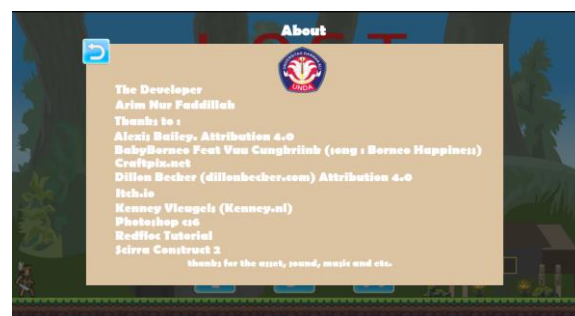 About
UNDA
The Developer
Arim Nur Faddillah
Thanks to :
Alexis Bailey. Attribution 4.0
BabyBorneo Feat Vuu Cungkriink (song : Borneo Happiness)
Craftpix.net
Dillon Becker (dillonbecker.com) Attribution 4.0
Itch.io
Kenney Vleugels (Kenney.nl)
Photoshop cs6
Redfloc Tutorial
Scirra Construct 2
thanks for the asset, sound, music and etc.